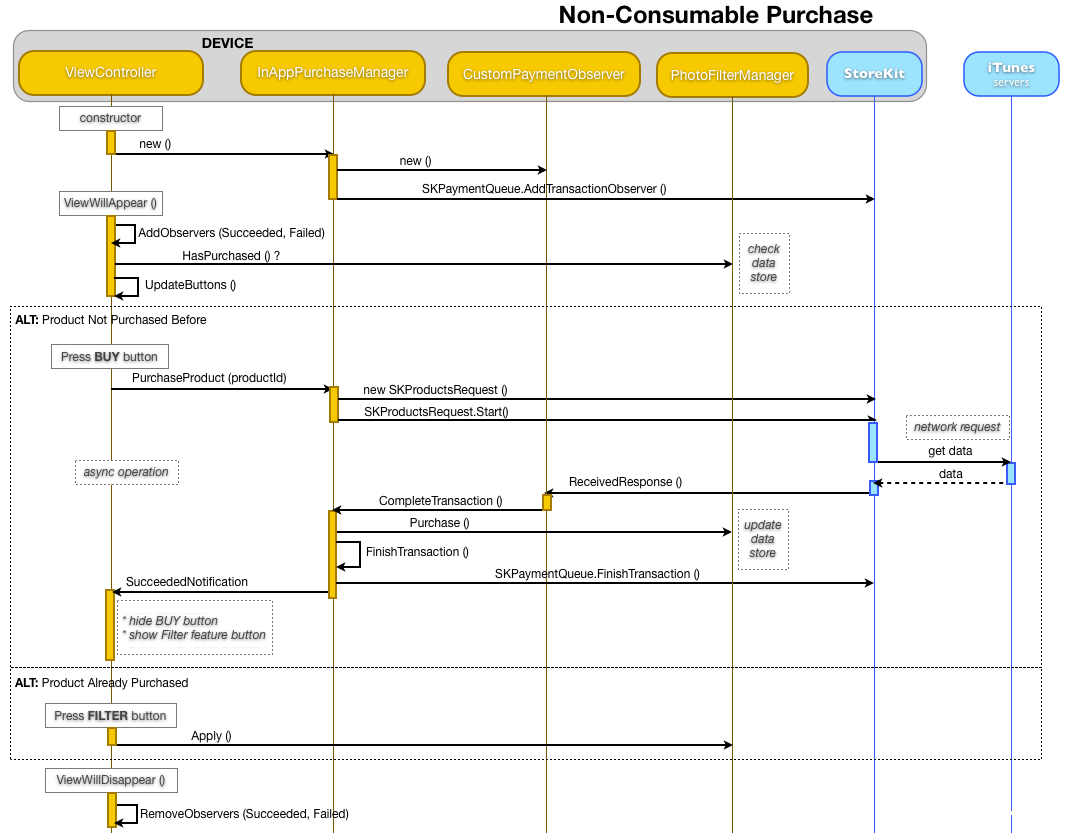 Non-Consumable Purchase
DEVICE
ViewController
InAppPurchaseManager
CustomPaymentObserver
PhotoFilterManager
StoreKit
iTunes
servers
constructor
new ()
new ()
SKPaymentQueue.AddTransactionObserver ()
ViewWillAppear ()
AddObservers (Succeeded, Failed)
HasPurchased () ?
check
data
store
UpdateButtons ()
ALT: Product Not Purchased Before
Press BUY button
PurchaseProduct (productId)
new SKProductsRequest ()
SKProductsRequest.Start()
network request
get data
async operation
data
ReceivedResponse ()
CompleteTransaction ()
Purchase ()
update
data
store
FinishTransaction ()
SKPaymentQueue.FinishTransaction ()
SucceededNotification
* hide BUY button
* show Filter feature button
ALT: Product Already Purchased
Press FILTER button
Apply ()
ViewWillDisappear ()
RemoveObservers (Succeeded, Failed)